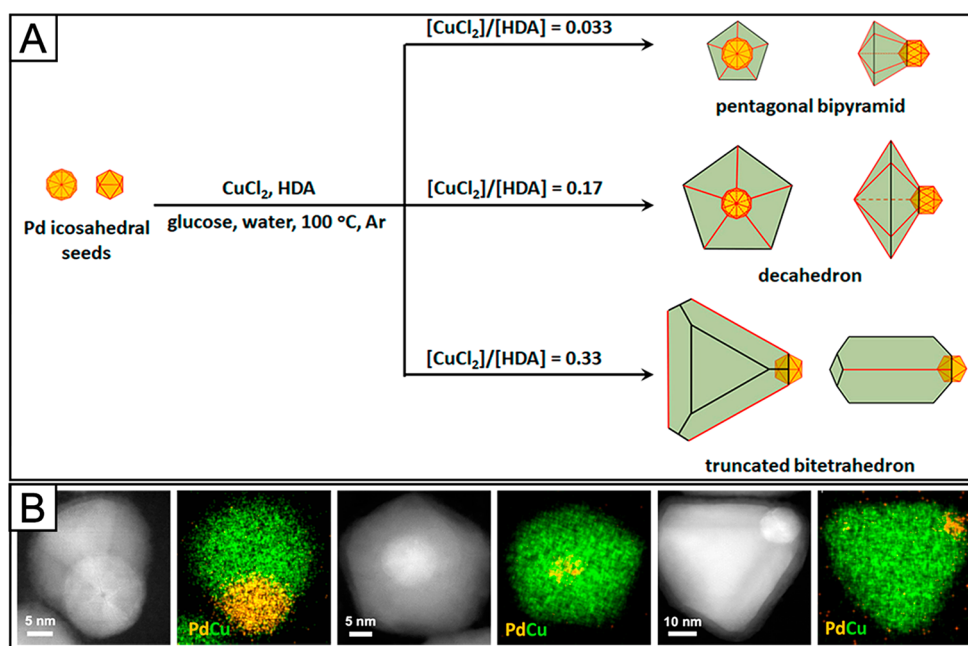 A
[CuCl₂]/[HDA] = 0.033
pentagonal bipyramid
CuCl₂, HDA
[CuCl₂]/[HDA] = 0.17
Pd icosahedral
seeds
glucose, water, 100 °C, Ar
decahedron
[CuCl₂]/[HDA] = 0.33
truncated bitetrahedron
B
5 nm
PdCu
5 nm
PdCu
10 nm
PdCu